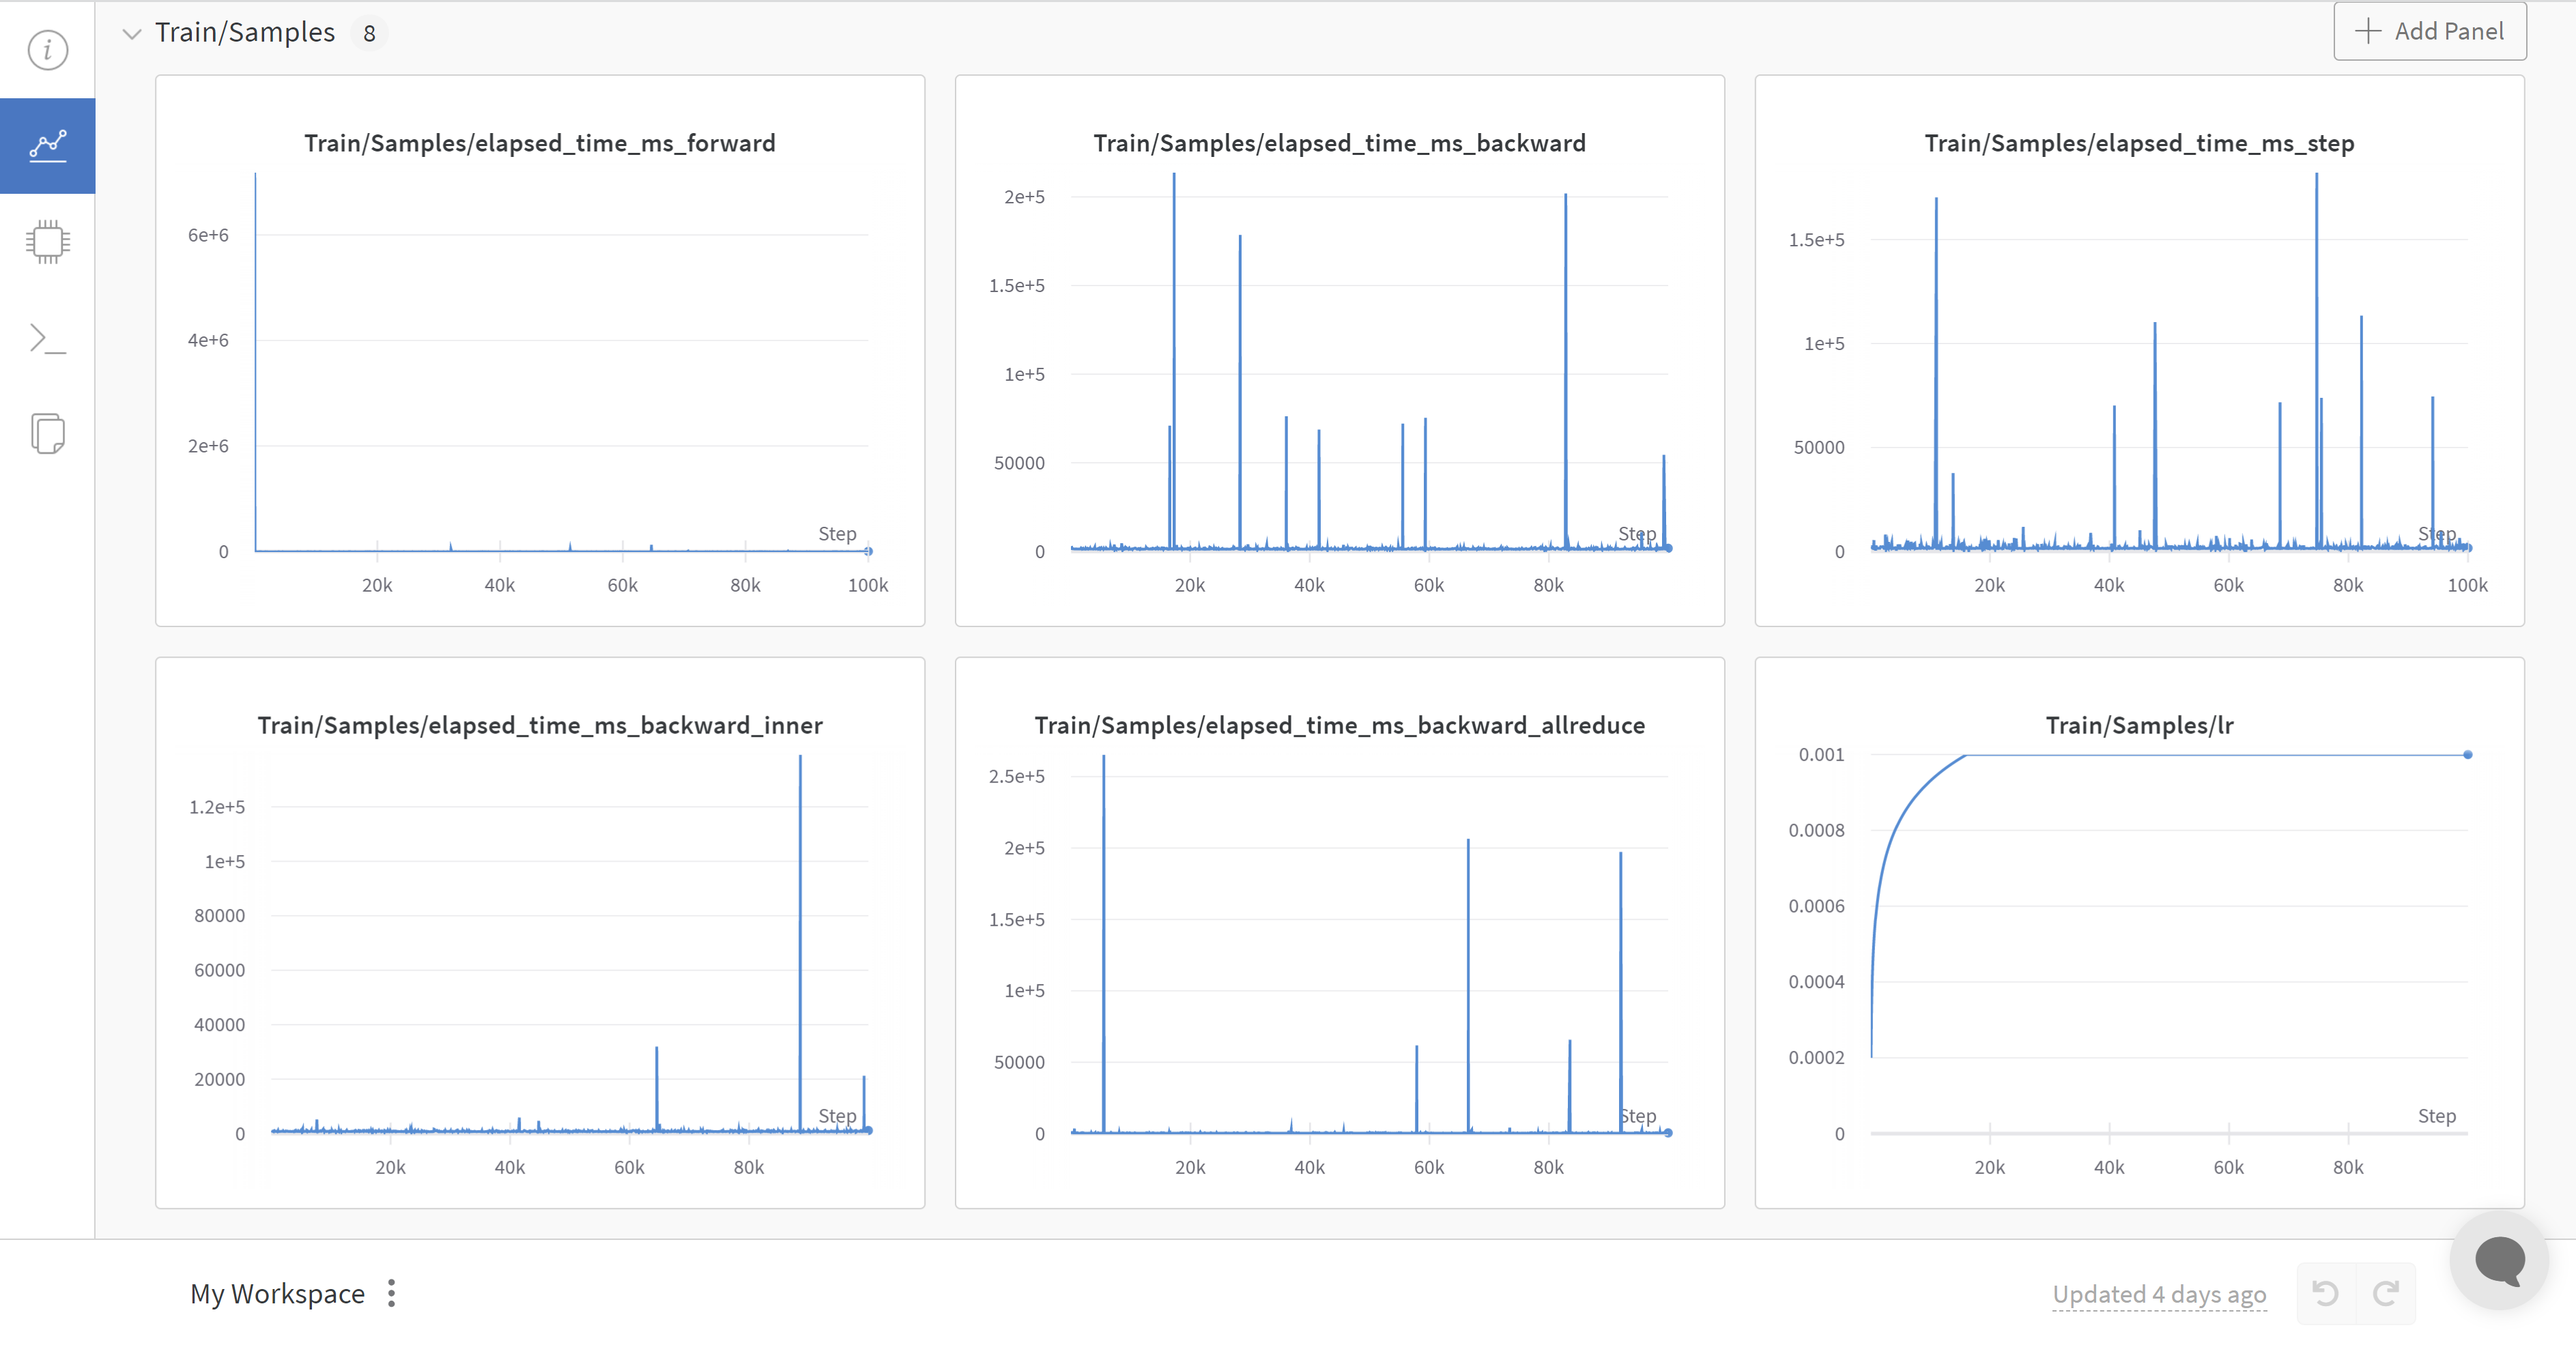 Train/Samples 8
Add Panel
Train/Samples/elapsed_time_ms_forward
6e+6
4e+6
2e+6
0
Step
20k 40k 60k 80k 100k
Train/Samples/elapsed_time_ms_backward
2e+5
1.5e+5
1e+5
50000
0
Step
20k 40k 60k 80k
Train/Samples/elapsed_time_ms_step
1.5e+5
1e+5
50000
0
Step
20k 40k 60k 80k 100k
Train/Samples/elapsed_time_ms_backward_inner
1.2e+5
1e+5
80000
60000
40000
20000
0
Step
20k 40k 60k 80k
Train/Samples/elapsed_time_ms_backward_allreduce
2.5e+5
2e+5
1.5e+5
1e+5
50000
0
Step
20k 40k 60k 80k
Train/Samples/lr
0.001
0.0008
0.0006
0.0004
0.0002
0
Step
20k 40k 60k 80k
My Workspace
Updated 4 days ago